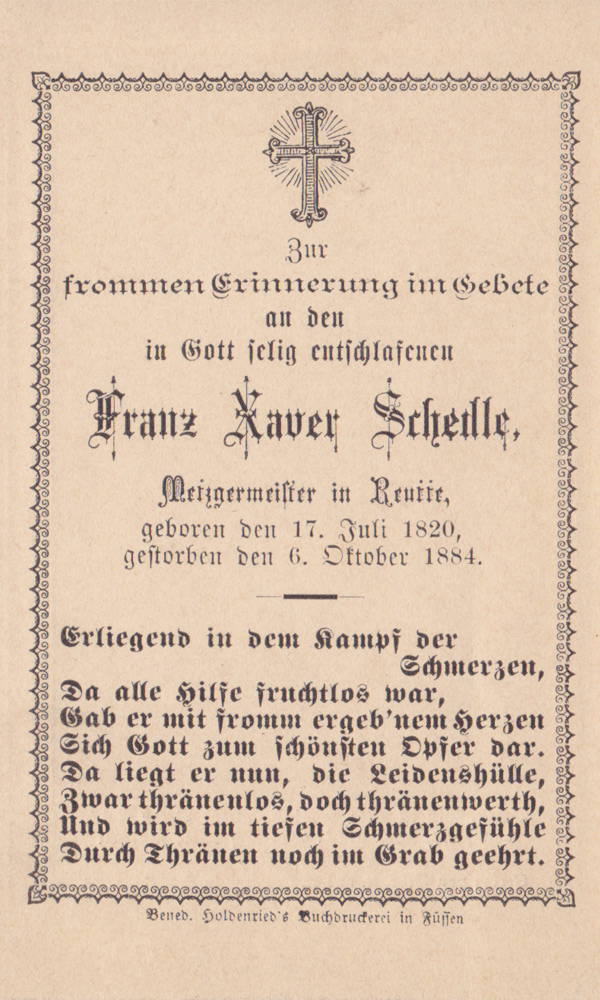 Zur
frommen Erinnerung im Gebete
an den
in Gott selig entschlafenen
Franz Xaver Schedle,
Metzgermeister in Reutte,
geboren den 17. Juli 1820,
gestorben den 6. Oktober 1884.
Erliegend in dem Kampf der
Schmerzen,
Da alle Hilfe fruchtlos war,
Gab er mit fromm ergeb'nem Herzen
Sich Gott zum schönsten Opfer dar.
Da liegt er nun, die Leidenshülle,
Zwar thränenlos, doch thränenwerth,
Und wird im tiefen Schmerzgefühle
Durch Thränen noch im Grab geehrt.
Bened. Holdenried's Buchdruckerei in Füssen